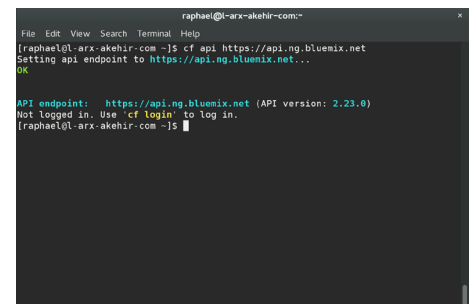 raphael@l-arx-akehir-com:~ ×
File Edit View Search Terminal Help
[raphael@l-arx-akehir-com ~]$ cf api https://api.ng.bluemix.net
Setting api endpoint to https://api.ng.bluemix.net...
OK
API endpoint: https://api.ng.bluemix.net (API version: 2.23.0)
Not logged in. Use 'cf login' to log in.
[raphael@l-arx-akehir-com ~]$